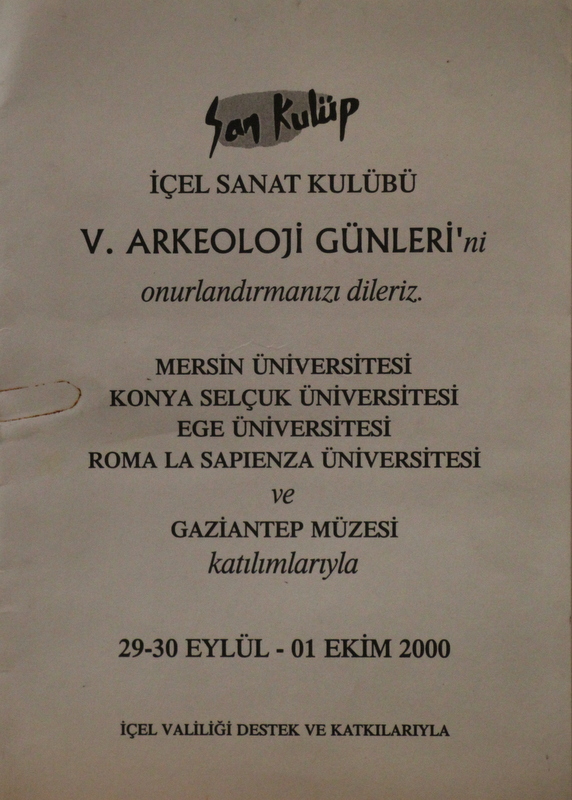 San Kulüp
İÇEL SANAT KULÜBÜ
V. ARKEOLOJİ GÜNLERİ'ni
onurlandırmanızı dileriz.
MERSİN ÜNİVERSİTESİ
KONYA SELÇUK ÜNİVERSİTESİ
EGE ÜNİVERSİTESİ
ROMA LA SAPIENZA ÜNİVERSİTESİ
ve
GAZİANTEP MÜZESİ
katılımlarıyla
29-30 EYLÜL - 01 EKİM 2000
İÇEL VALİLİĞİ DESTEK VE KATKILARIYLA